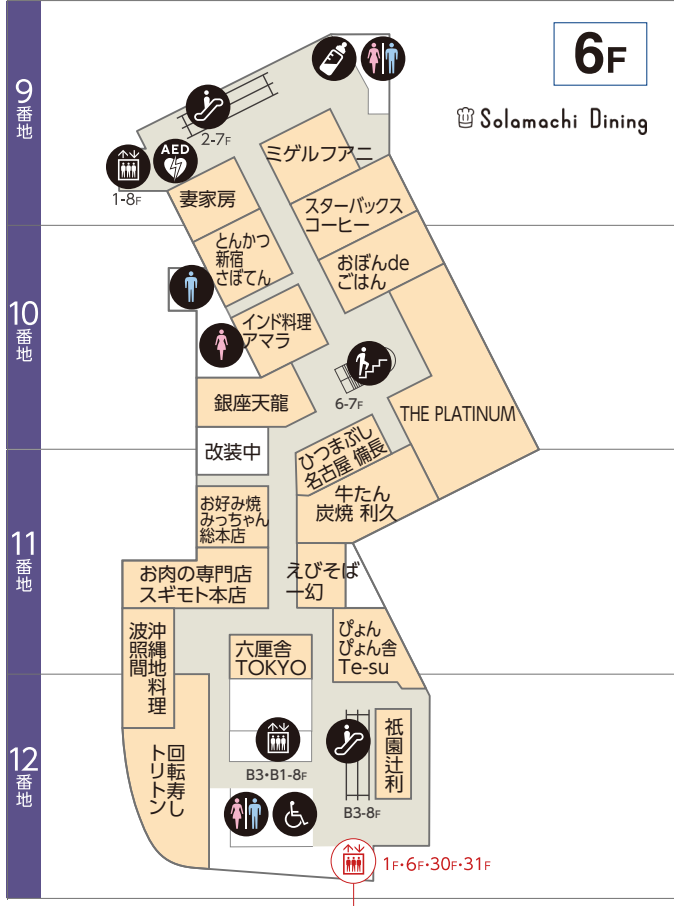 6F
Solamachi Dining
9
番地
2-7F
AED
1-8F
ミゲルフアニ
妻家房
スターバックス
コーヒー
とんかつ
新宿
さぼてん
おぼんde
ごはん
10
番地
インド料理
アマラ
6-7F
銀座天龍
THE PLATINUM
改装中
ひつまぶし
名古屋 備長
牛たん
炭焼 利久
11
番地
お好み焼
みっちゃん
総本店
お肉の専門店
スギモト本店
えびそば
一幻
沖縄地料理
波照間
六厘舎
TOKYO
ぴょん
ぴょん舎
Te-su
12
番地
回転寿し
トリトン
祇園辻利
B3・B1-8F
B3-8F
1F・6F・30F・31F